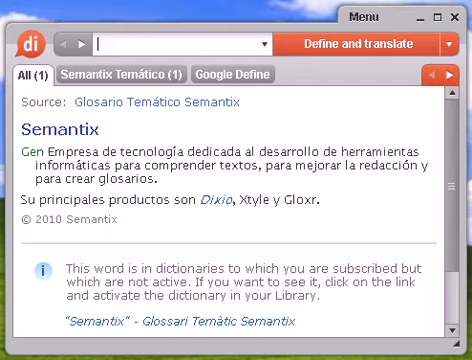 Menu
di
Define and translate
All (1)
Semantix Temático (1)
Google Define
Source: Glosario Temático Semantix
Semantix
Gen Empresa de tecnología dedicada al desarrollo de herramientas
informáticas para comprender textos, para mejorar la redacción y
para crear glosarios.
Su principales productos son Dixio, Xtyle y Gloxr.
© 2010 Semantix
i
This word is in dictionaries to which you are subscribed but
which are not active. If you want to see it, click on the link
and activate the dictionary in your Library.
"Semantix" - Glossari Temàtic Semantix